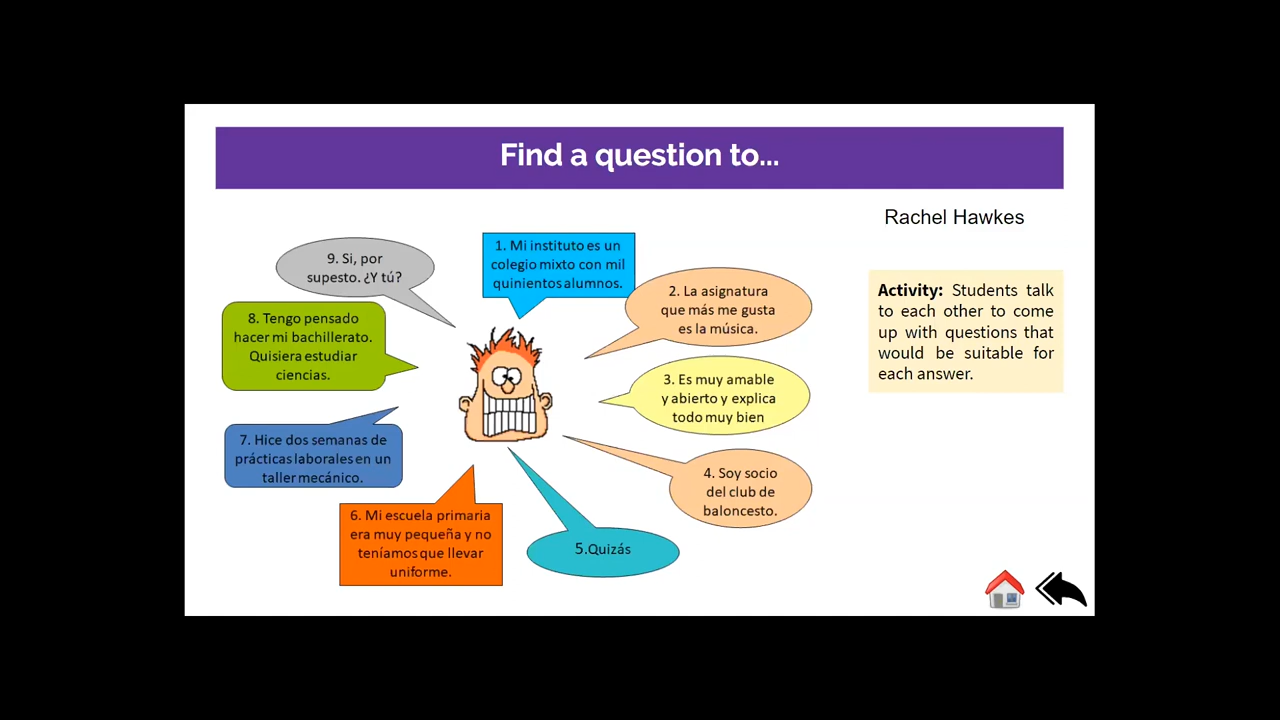 Find a question to...
Rachel Hawkes
1. Mi instituto es un
colegio mixto con mil
quinientos alumnos.
2. La asignatura
que más me gusta
es la música.
3. Es muy amable
y abierto y explica
todo muy bien
4. Soy socio
del club de
baloncesto.
5.Quizás
6. Mi escuela primaria
era muy pequeña y no
teníamos que llevar
uniforme.
7. Hice dos semanas de
prácticas laborales en un
taller mecánico.
8. Tengo pensado
hacer mi bachillerato.
Quisiera estudiar
ciencias.
9. Si, por
supesto. ¿Y tú?
Activity: Students talk
to each other to come
up with questions that
would be suitable for
each answer.